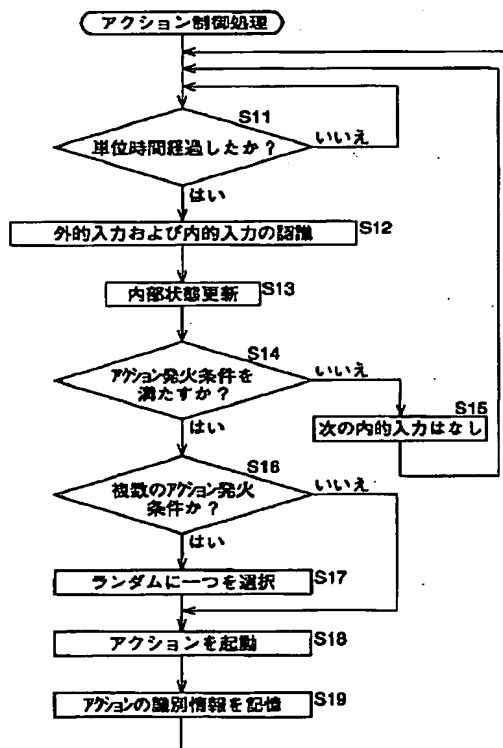 アクション制御処理
S11
単位時間経過したか？
いいえ
はい
外的入力および内的入力の認識
S12
内部状態更新
S13
S14
アクション発火条件を
満たすか？
いいえ
はい
S15
次の内的入力はなし
S16
複数のアクション発火
条件か？
いいえ
はい
ランダムに一つを選択
S17
アクションを起動
S18
アクションの識別情報を記憶
S19